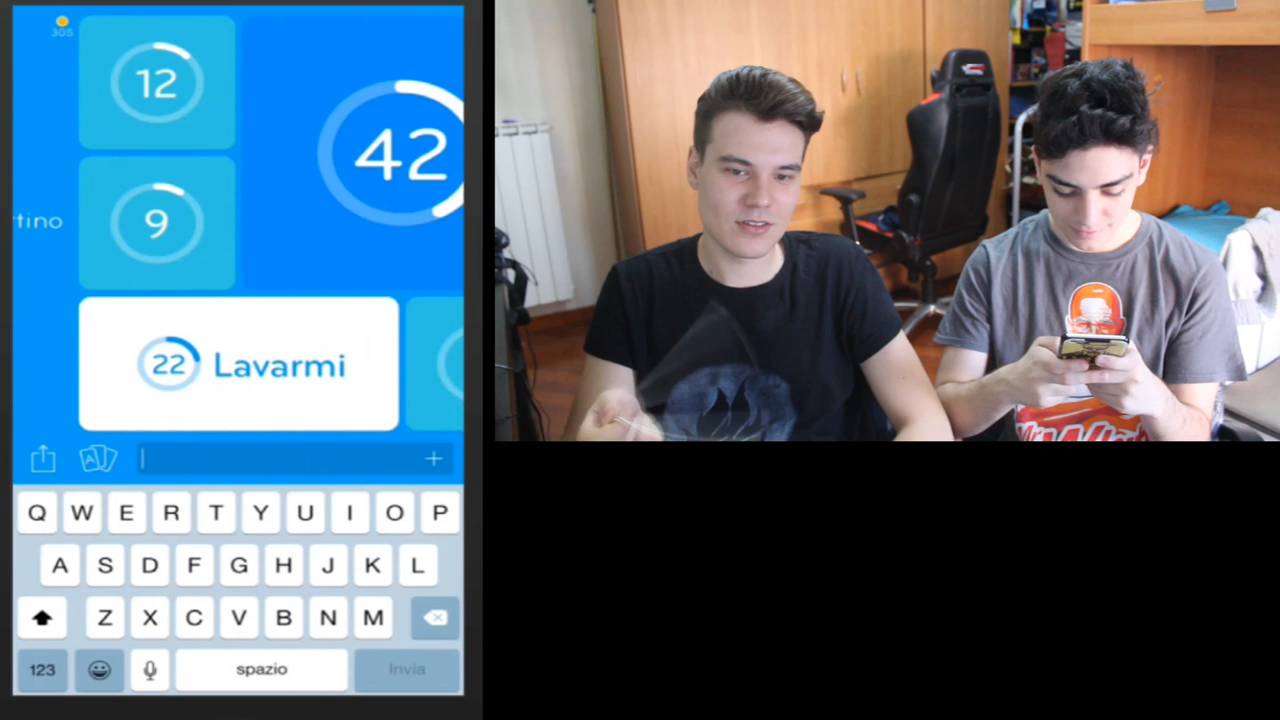 305
12
42
9
tino
22 Lavarmi
Q W E R T Y U I O P
A S D F G H J K L
Z X C V B N M
123
spazio
Invia